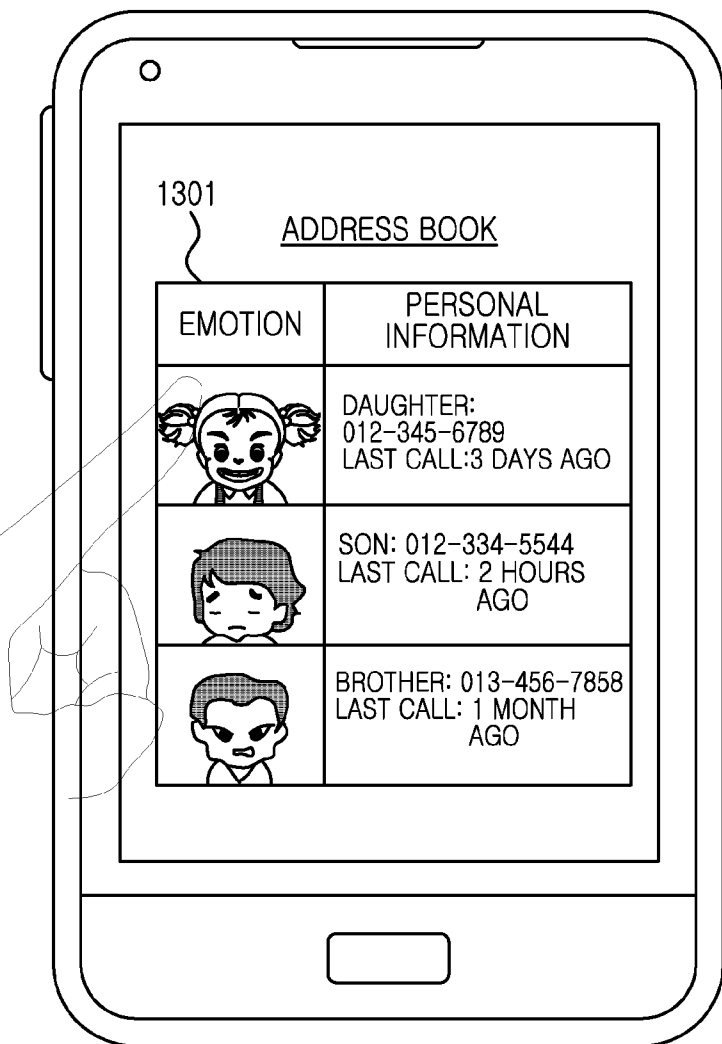 1301
ADDRESS BOOK
EMOTION
PERSONAL
INFORMATION
DAUGHTER:
012-345-6789
LAST CALL:3 DAYS AGO
SON: 012-334-5544
LAST CALL: 2 HOURS
AGO
BROTHER: 013-456-7858
LAST CALL: 1 MONTH
AGO